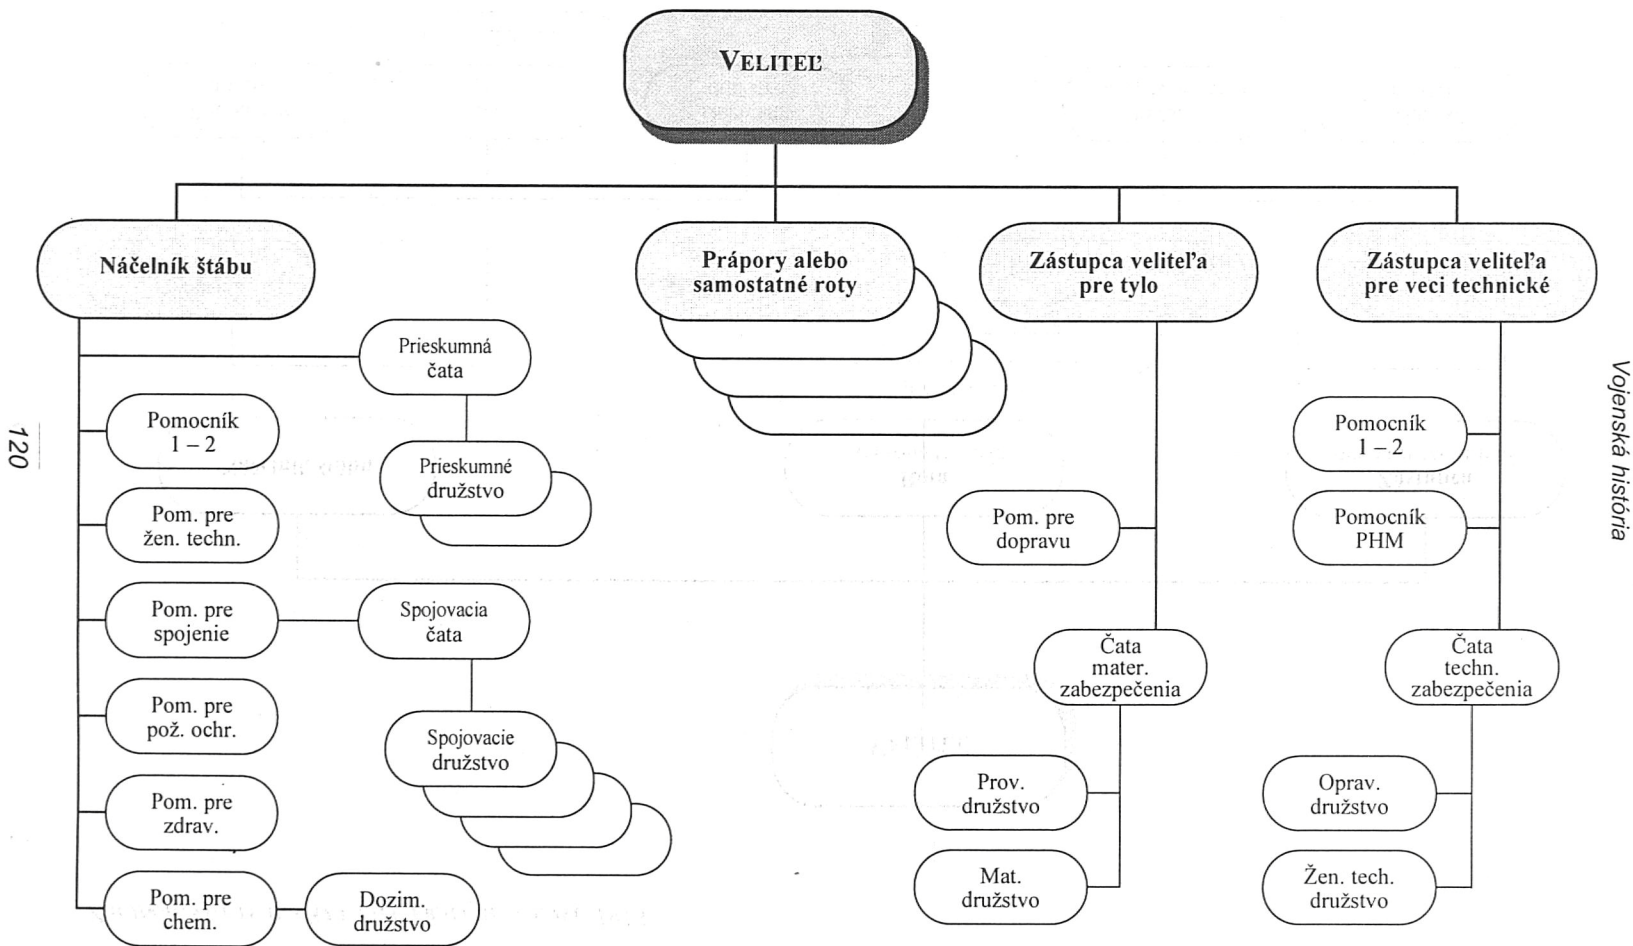 VELITEĽ
Náčelník štábu
Prápory alebo
samostatné roty
Zástupca veliteľa
pre tylo
Zástupca veliteľa
pre veci technické
Prieskumná
čata
Pomocník
1 – 2
Prieskumné
družstvo
Pom. pre
žen. techn.
Pom. pre
spojenie
Spojovacia
čata
Pom. pre
pož. ochr.
Spojovacie
družstvo
Pom. pre
zdrav.
Pom. pre
chem.
Dozim.
družstvo
Pom. pre
dopravu
Čata
mater.
zabezpečenia
Prov.
družstvo
Mat.
družstvo
Pomocník
1 – 2
Pomocník
PHM
Čata
techn.
zabezpečenia
Oprav.
družstvo
Žen. tech.
družstvo
120
Vojenská história